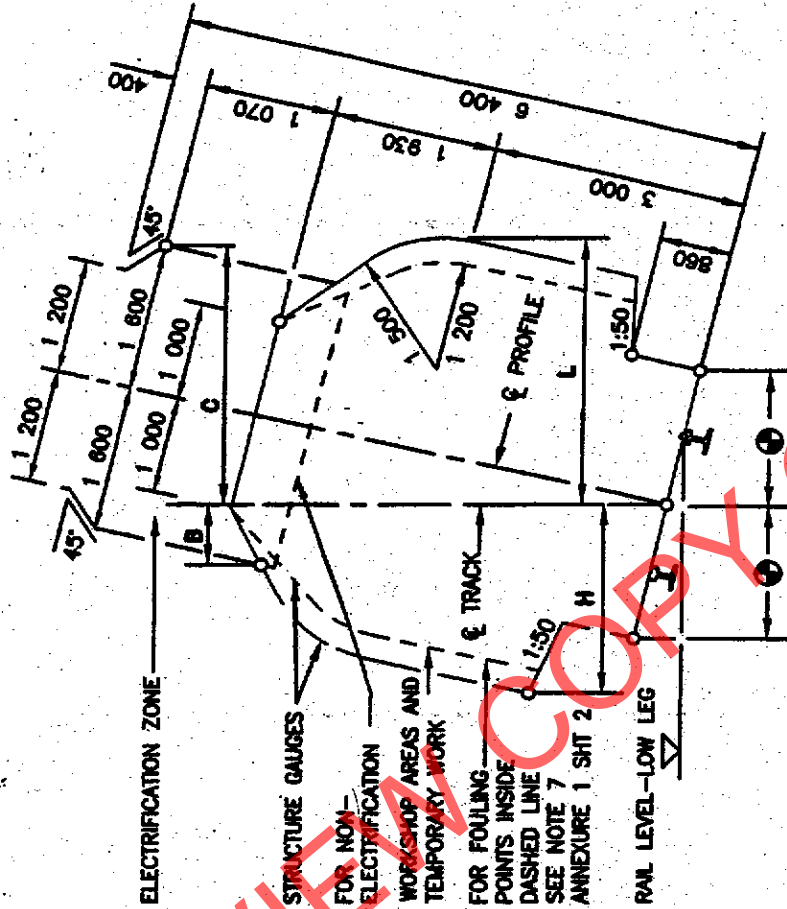 400
1 070
6 400
1 930
3 000
860
45°
1 200
1 200
1 600
1 600
1 000
1 000
45°
C
B
ELECTRIFICATION ZONE
1 500
1 200
1:50
L
℄ PROFILE
STRUCTURE GAUGES
FOR NON-
ELECTRIFICATION
WORKSHOP AREAS AND
TEMPORARY WORK
℄ TRACK
H
1:50
FOR FOULING
POINTS INSIDE
DASHED LINE
SEE NOTE 7
ANNEXURE 1 SHT 2
RAIL LEVEL-LOW LEG
IEW COPY